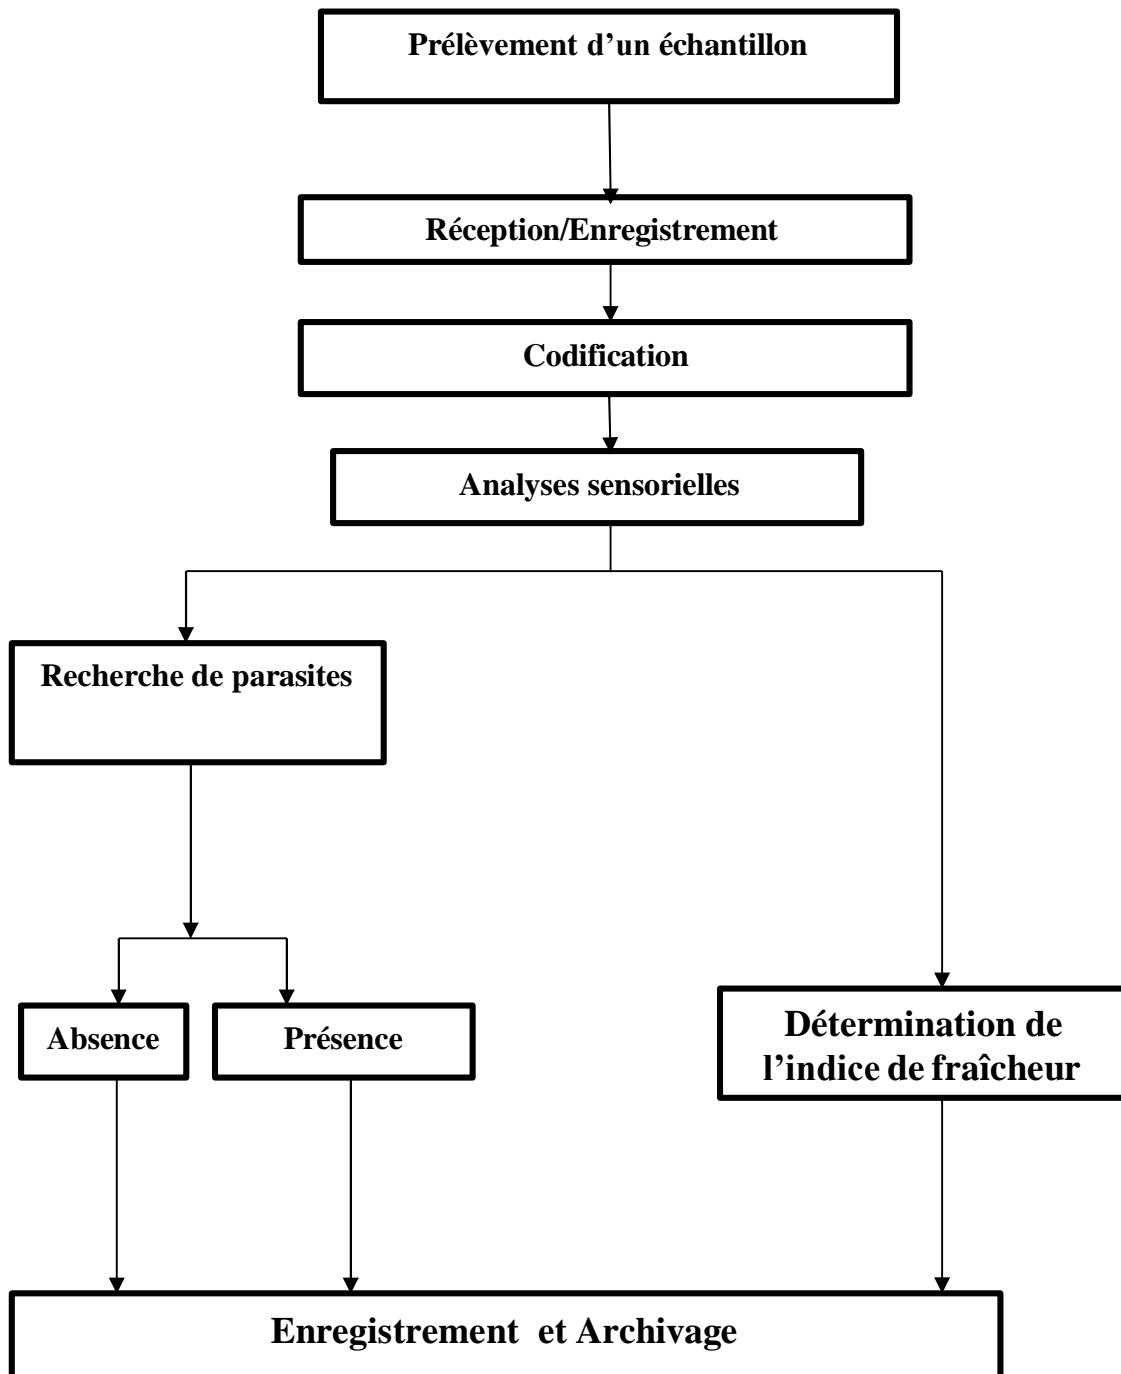 Prélèvement d’un échantillon
Réception/Enregistrement
Codification
Analyses sensorielles
Recherche de parasites
Absence
Présence
Détermination de
l’indice de fraîcheur
Enregistrement et Archivage